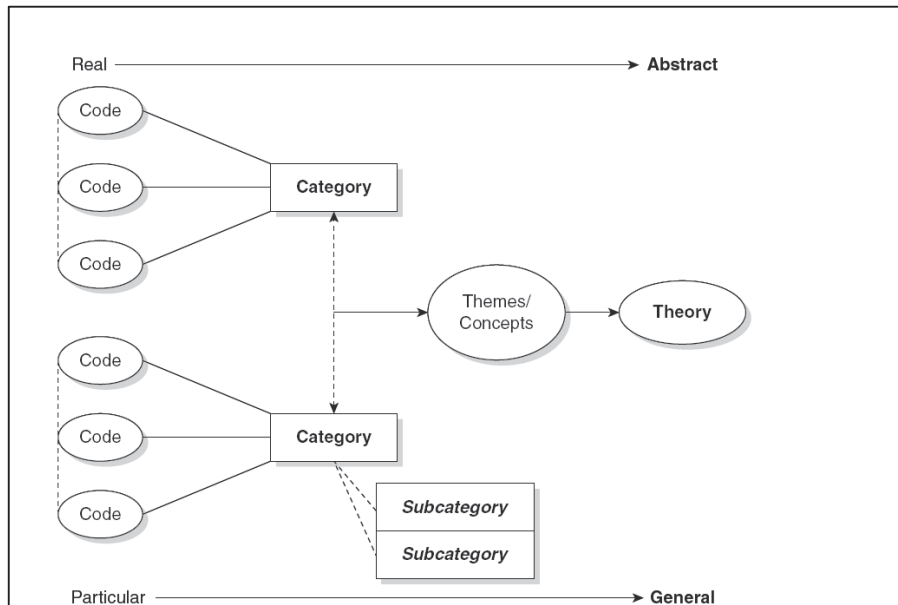 Real
Abstract
Code
Code
Category
Code
Themes/
Concepts
Theory
Code
Code
Category
Code
Subcategory
Subcategory
Particular
General